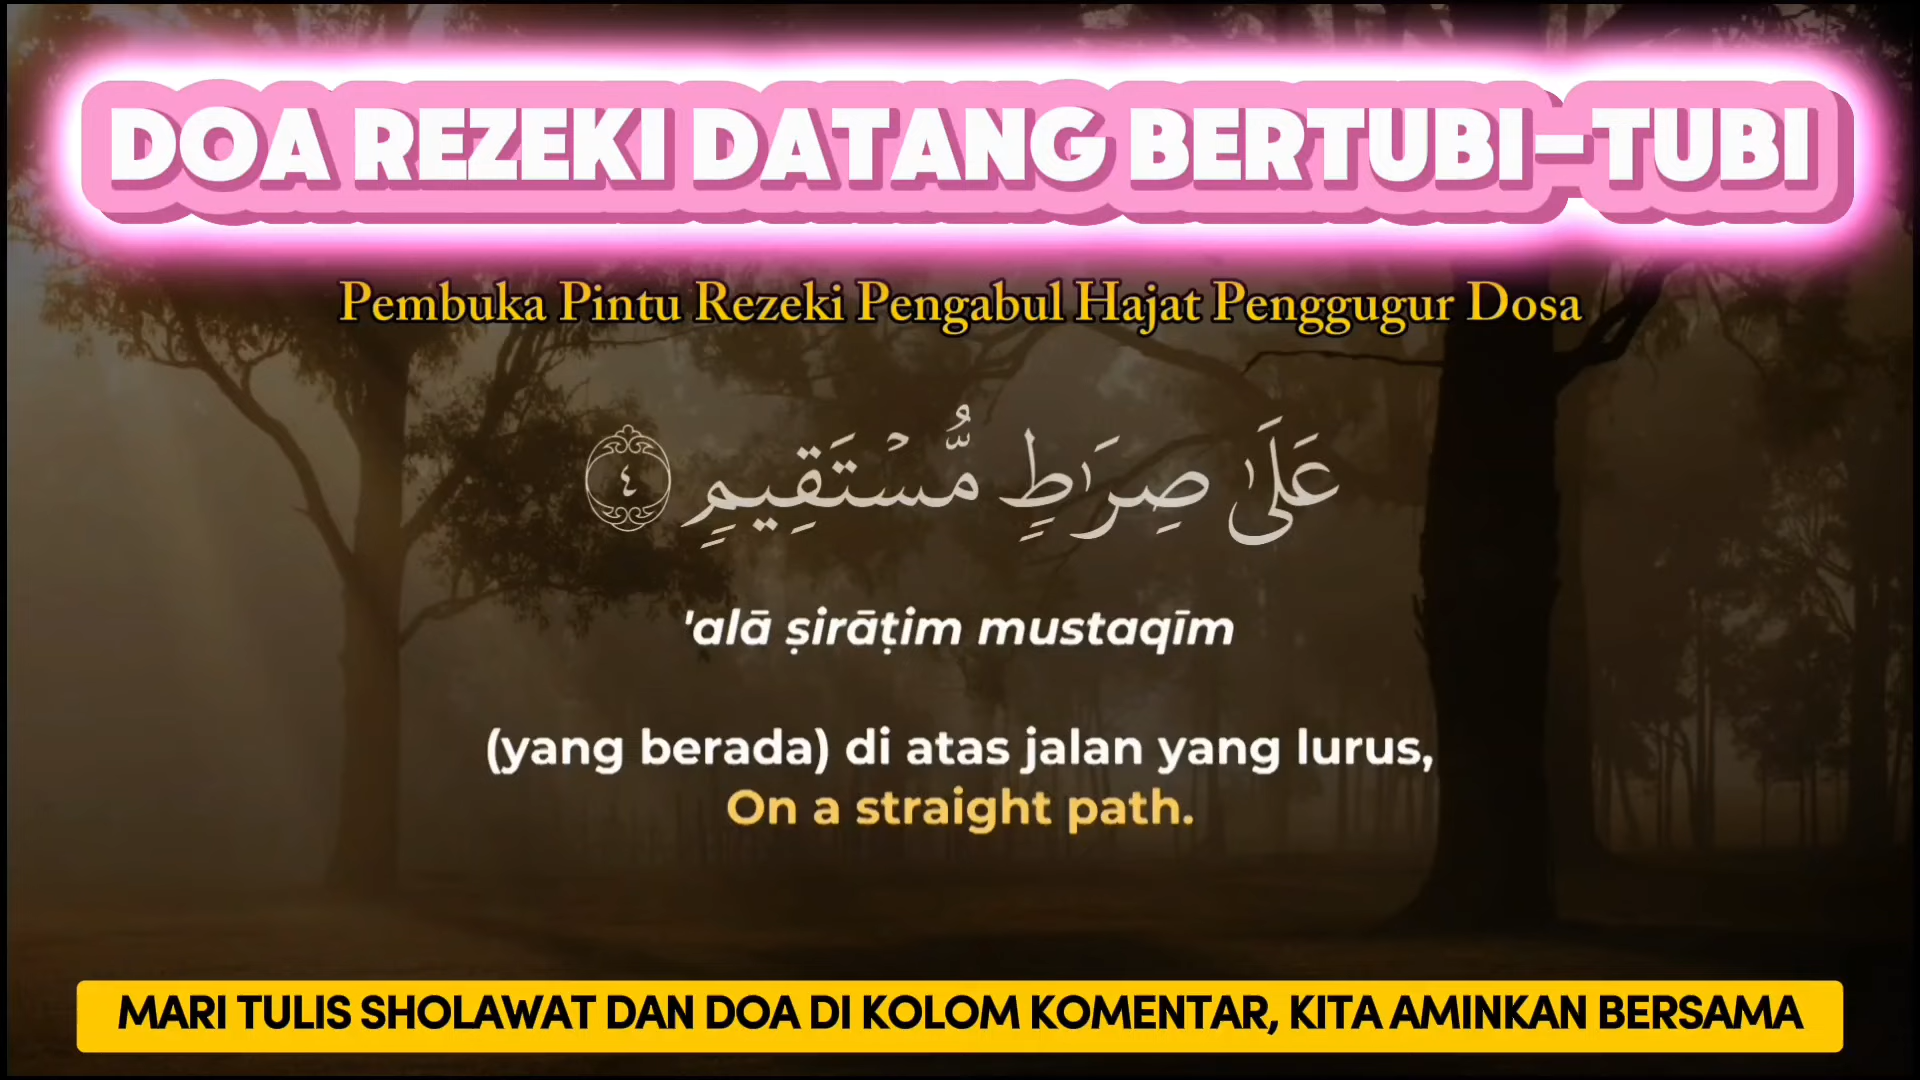 DOA REZEKI DATANG BERTUBI-TUBI
Pembuka Pintu Rezeki Pengabul Hajat Penggugur Dosa
عَلَىٰ صِرَٰطٍ مُّسْتَقِيمٍ ٤
'alā ṣirāṭim mustaqīm
(yang berada) di atas jalan yang lurus,
On a straight path.
MARI TULIS SHOLAWAT DAN DOA DI KOLOM KOMENTAR, KITA AMINKAN BERSAMA